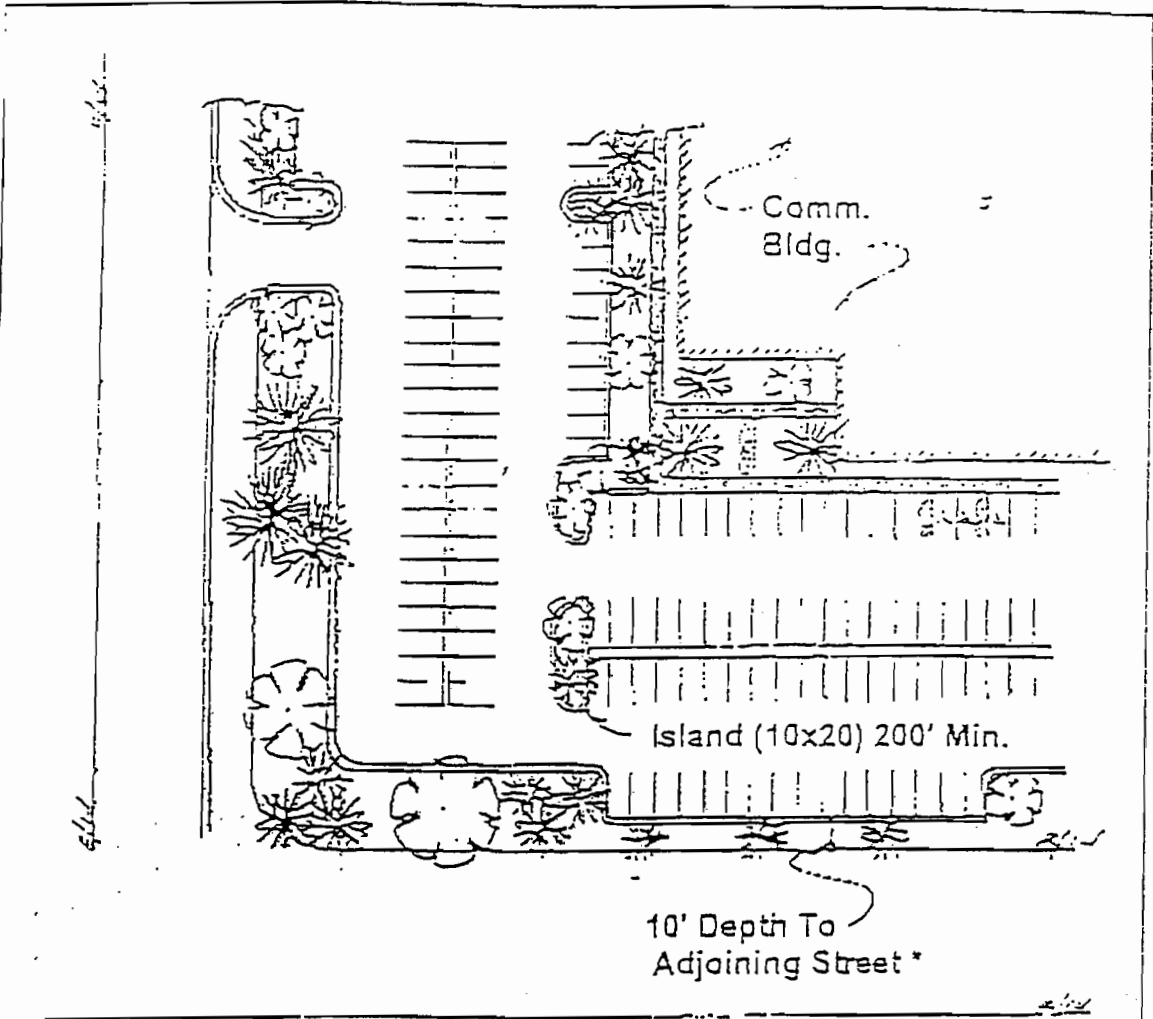 Comm.
Bldg.
Island (10x20) 200' Min.
10' Depth To
Adjoining Street *